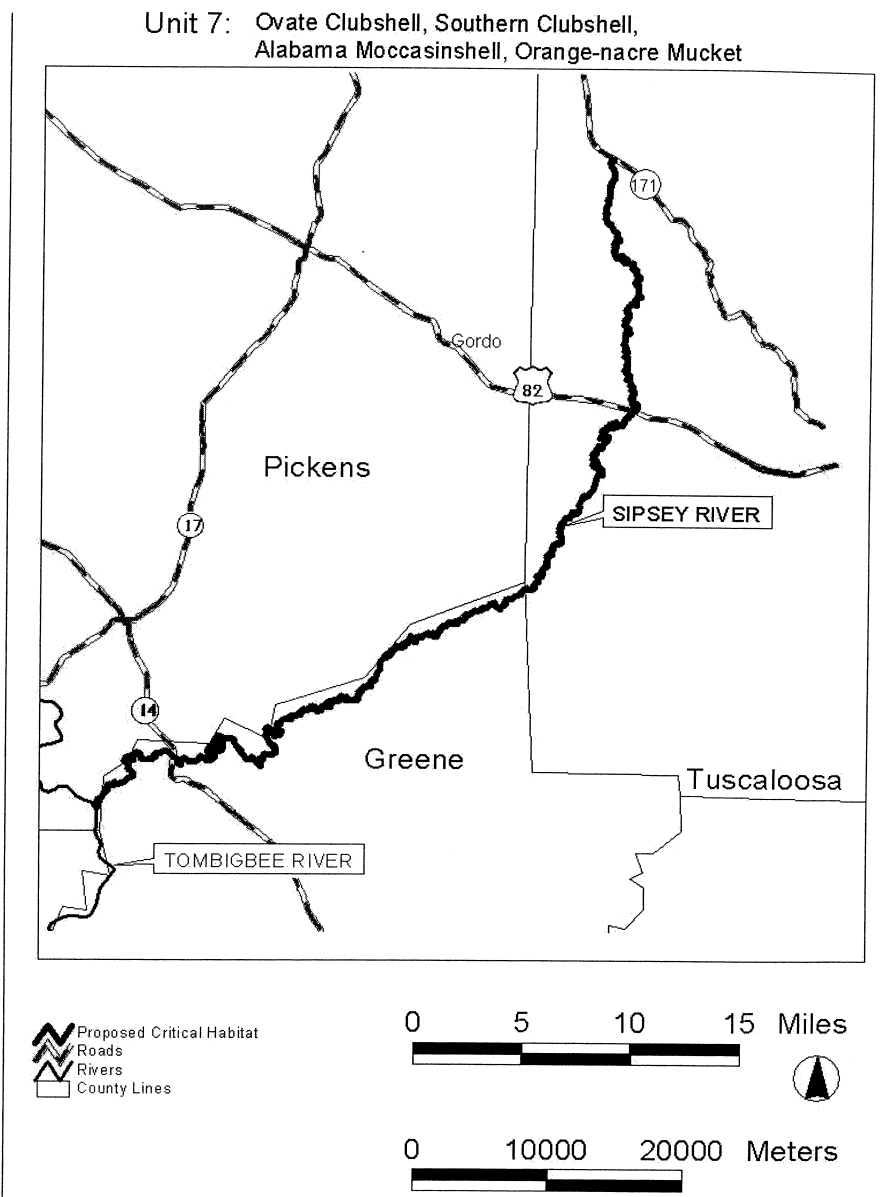 Unit 7: Ovate Clubshell, Southern Clubshell,
Alabama Moccasinshell, Orange-nacre Mucket
171
Gordo
82
Pickens
17
SIPSEY RIVER
14
Greene
Tuscaloosa
TOMBIGBEE RIVER
Proposed Critical Habitat
Roads
Rivers
County Lines
0 5 10 15 Miles
0 10000 20000 Meters